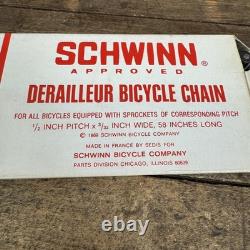 SCHWINN®
APPROVED
DERAILLEUR BICYCLE CHAIN
FOR ALL BICYCLES EQUIPPED WITH SPROCKETS OF CORRESPONDING PITCH
1/2 INCH PITCH x 3/32 INCH WIDE, 58 INCHES LONG
© 1969 SCHWINN BICYCLE COMPANY
MADE IN FRANCE BY SEDIS FOR
SCHWINN BICYCLE COMPANY
PARTS DIVISION CHICAGO, ILLINOIS 60639